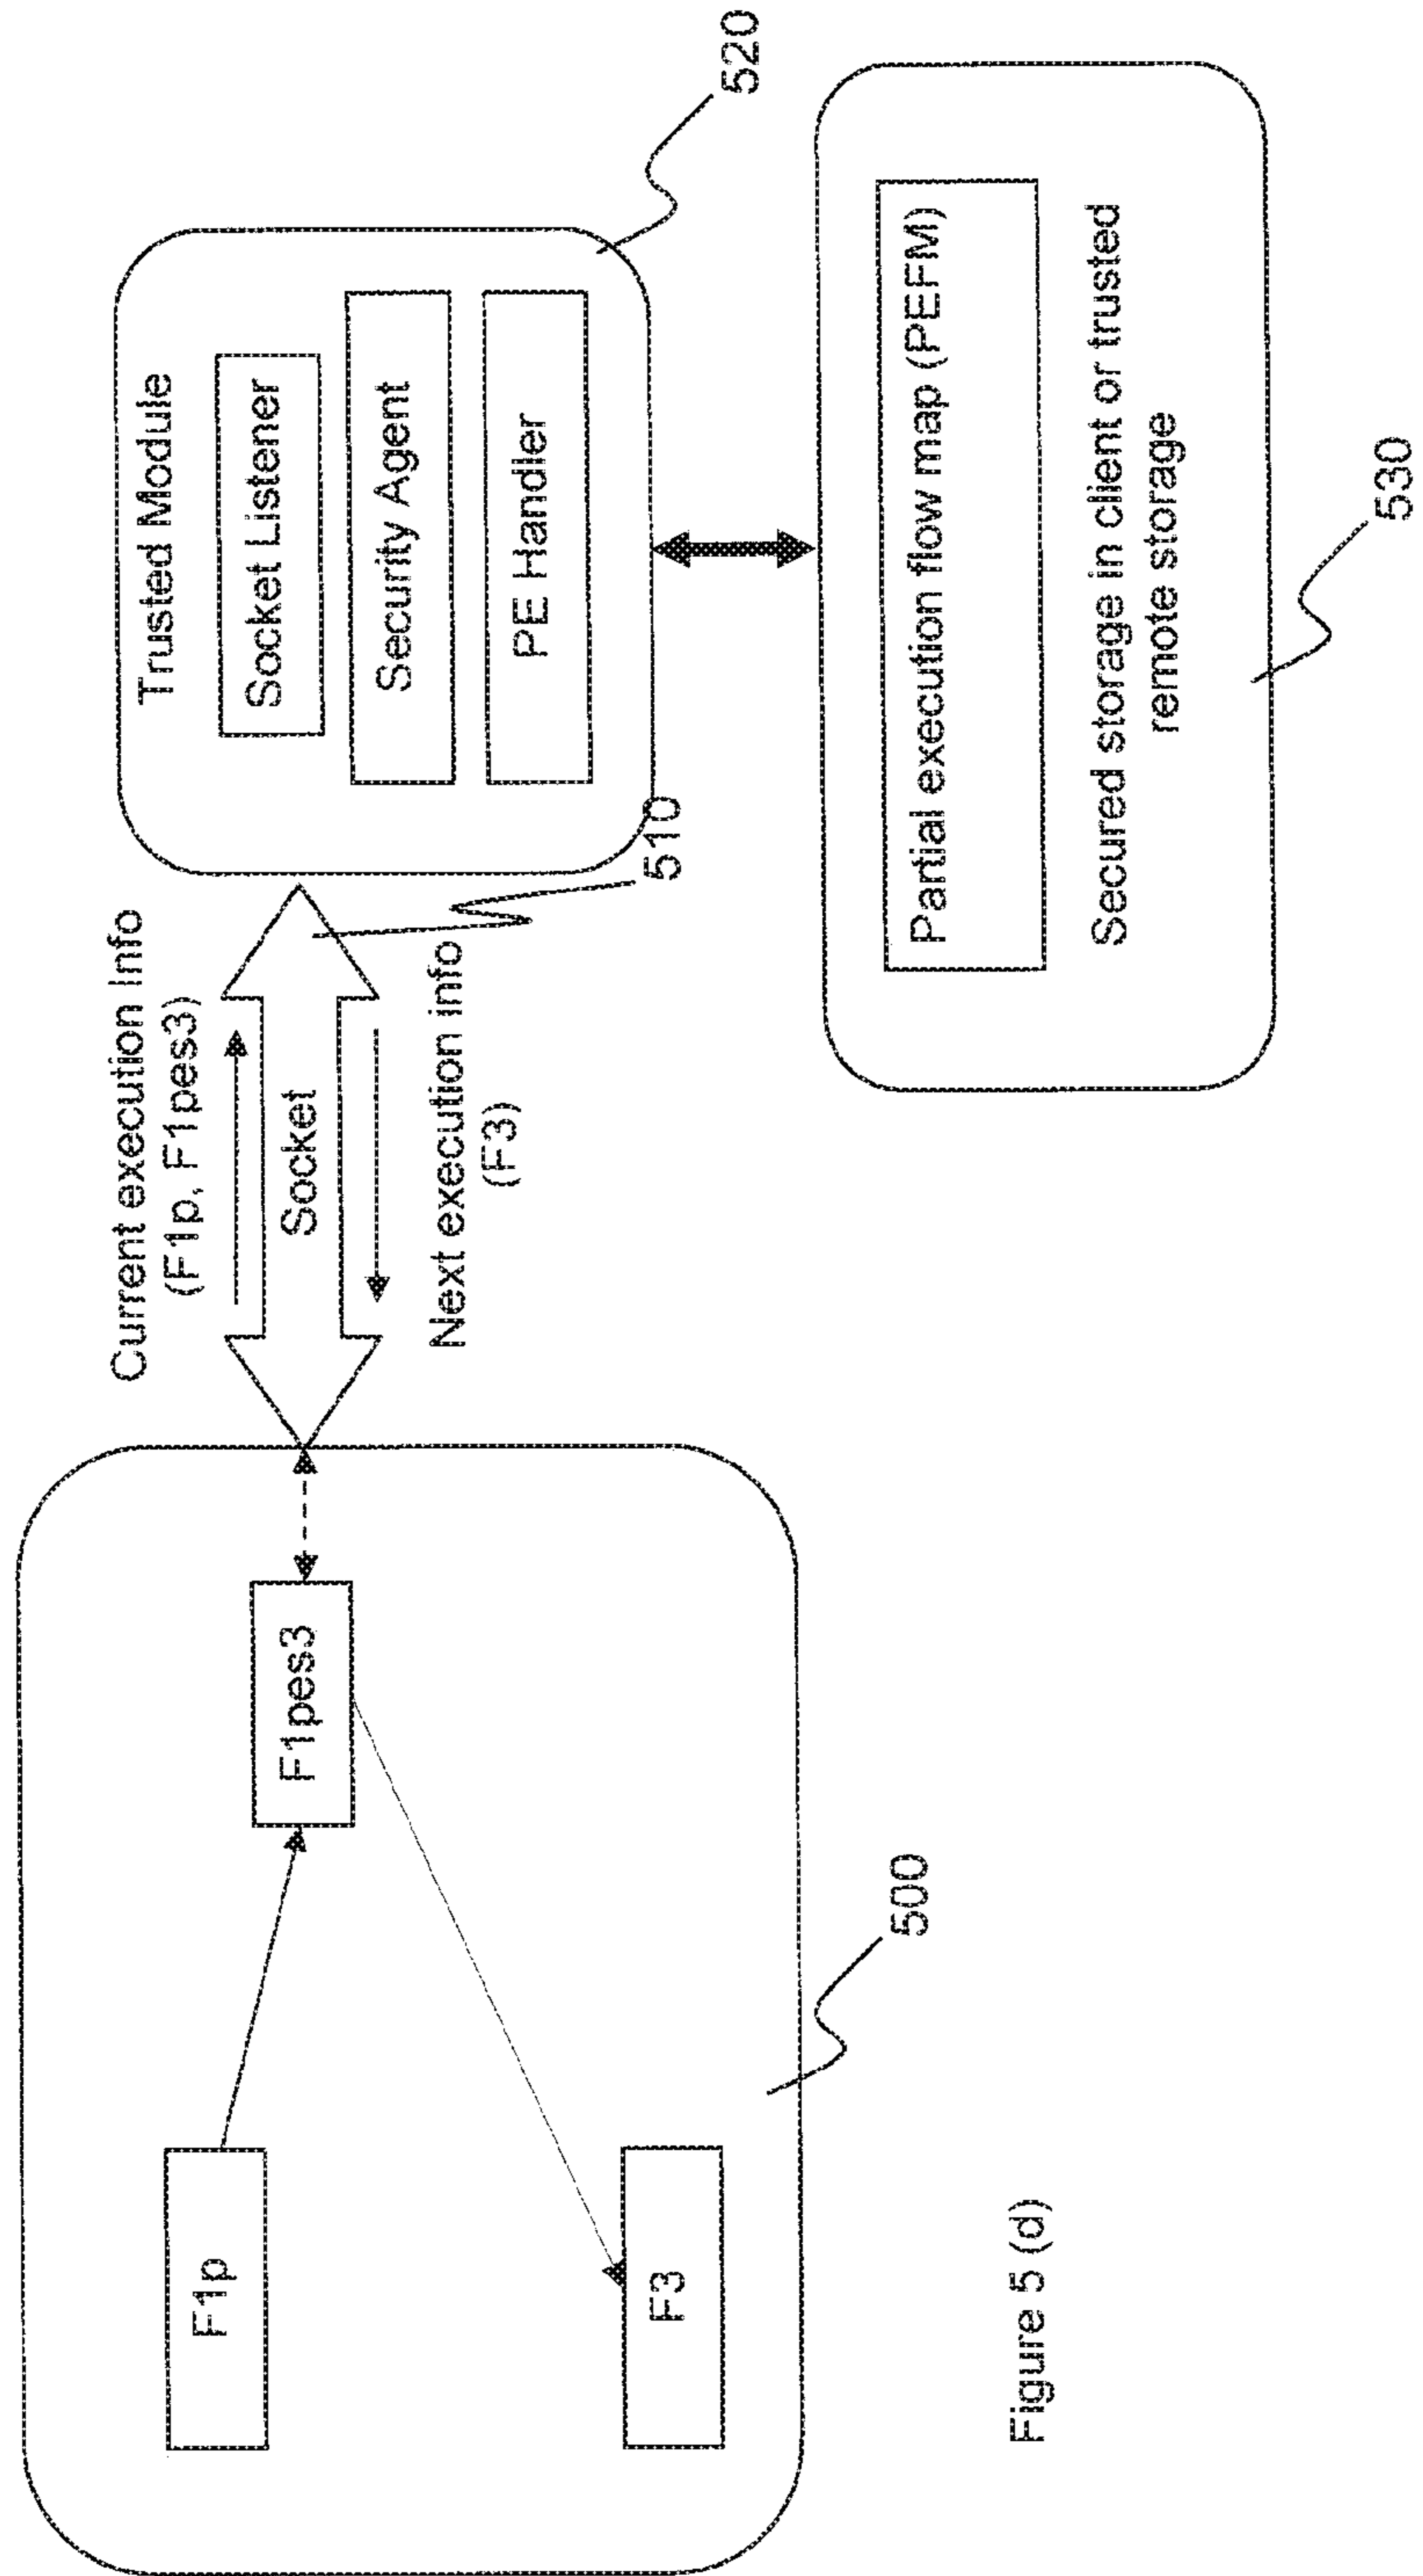 F1p
F1pes3
F3
500
Current execution Info
(F1p, F1pes3)
Socket
Next execution info
(F3)
510
Trusted Module
Socket Listener
Security Agent
PE Handler
520
Partial execution flow map (PEFM)
Secured storage in client or trusted
remote storage
530
Figure 5 (d)